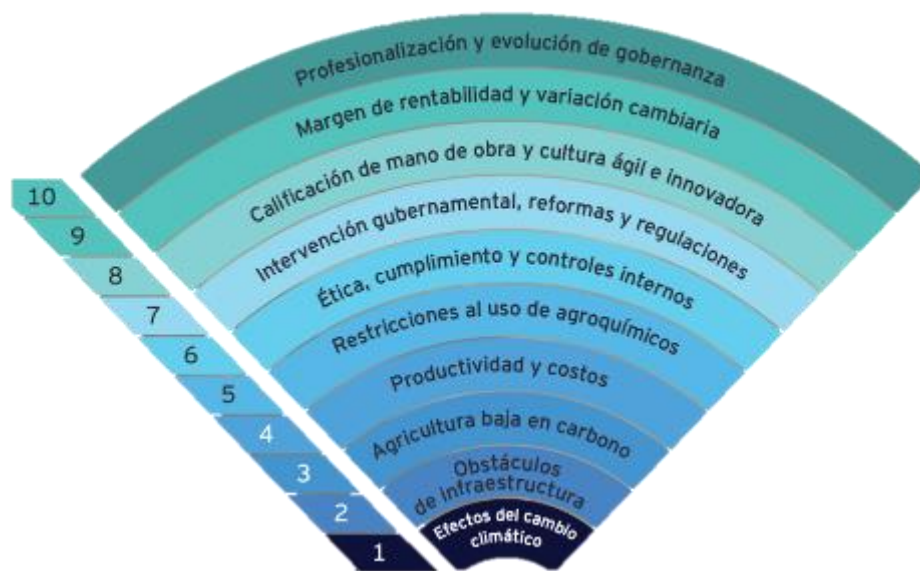 Profesionalización y evolución de gobernanza
Margen de rentabilidad y variación cambiaria
Calificación de mano de obra y cultura ágil e innovadora
Intervención gubernamental, reformas y regulaciones
Ética, cumplimiento y controles internos
Restricciones al uso de agroquímicos
Productividad y costos
Agricultura baja en carbono
Obstáculos
de infraestructura
Efectos del cambio
climático
10
9
8
7
6
5
4
3
2
1